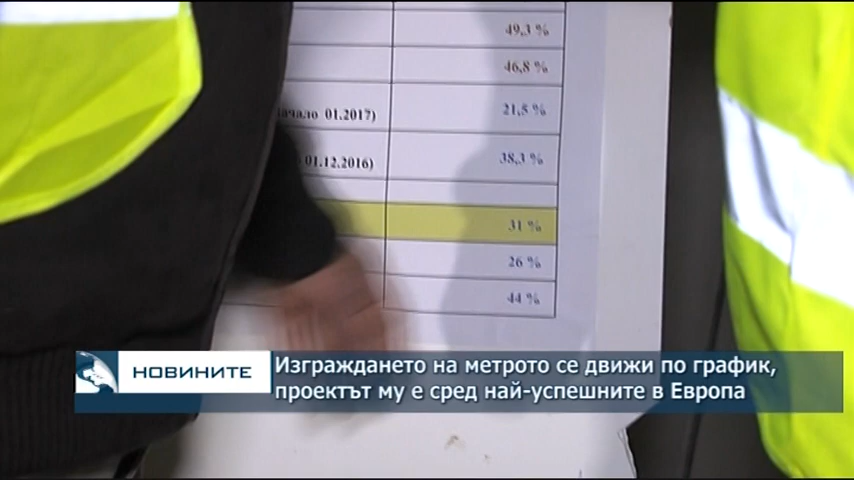 49,3 %
46,8 %
ачало 01.2017) 21,5 %
01.12.2016) 38,3 %
31 %
26 %
44 %
НОВИНИТЕ
Изграждането на метрото се движи по график,
проектът му е сред най-успешните в Европа